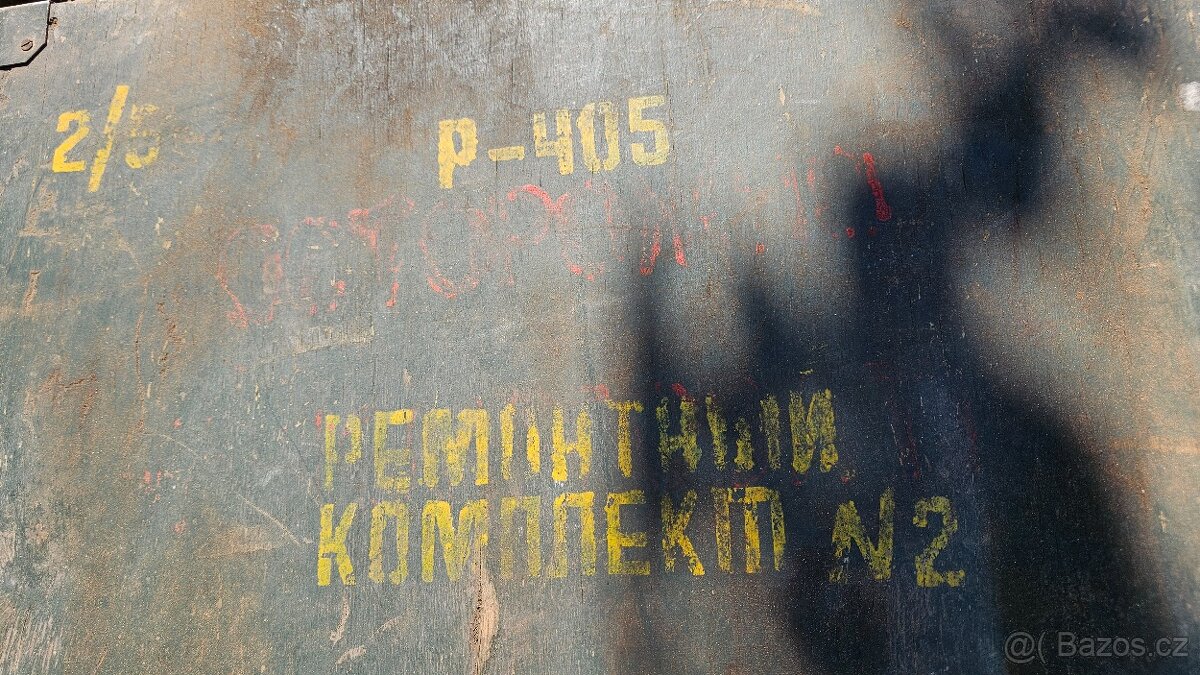 2/5 Р-405
РЕМОНТНЫЙ
КОМПЛЕКТ N2
@( Bazos.cz